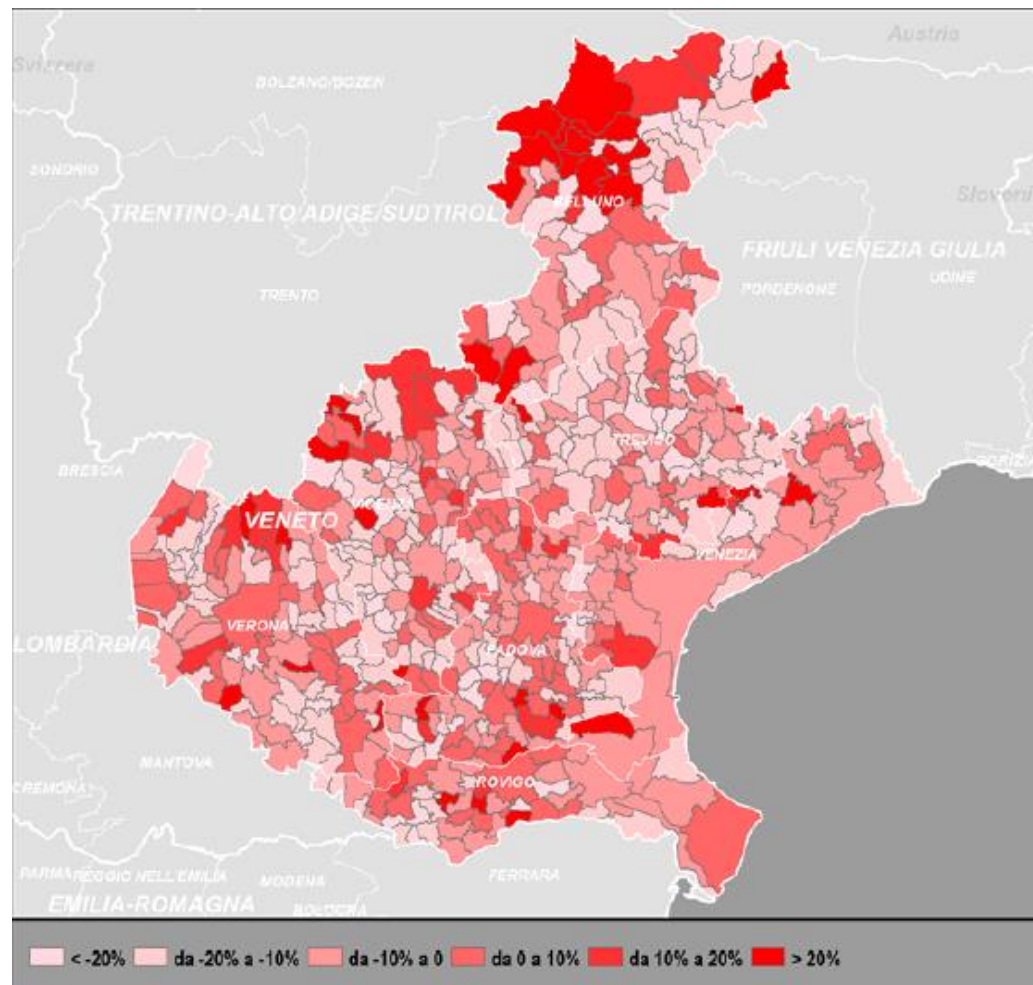 Austria
Svizzera
BOLZANO/BOZEN
SONDRIO
Sloveni
TRENTINO-ALTO ADIGE/SUDTIROL
BELLUNO
FRIULI VENEZIA GIULIA
UDINE
PORDENONE
TRENTO
TREVISO
GORIZIA
BRESCIA
VICENZA
VENETO
VENEZIA
VERONA
LOMBARDIA
PADOVA
MANTOVA
ROVIGO
CREMONA
PARMA
REGGIO NELL'EMILIA
MODENA
FERRARA
EMILIA-ROMAGNA
BOLOGNA
< -20% da -20% a -10% da -10% a 0 da 0 a 10% da 10% a 20% > 20%